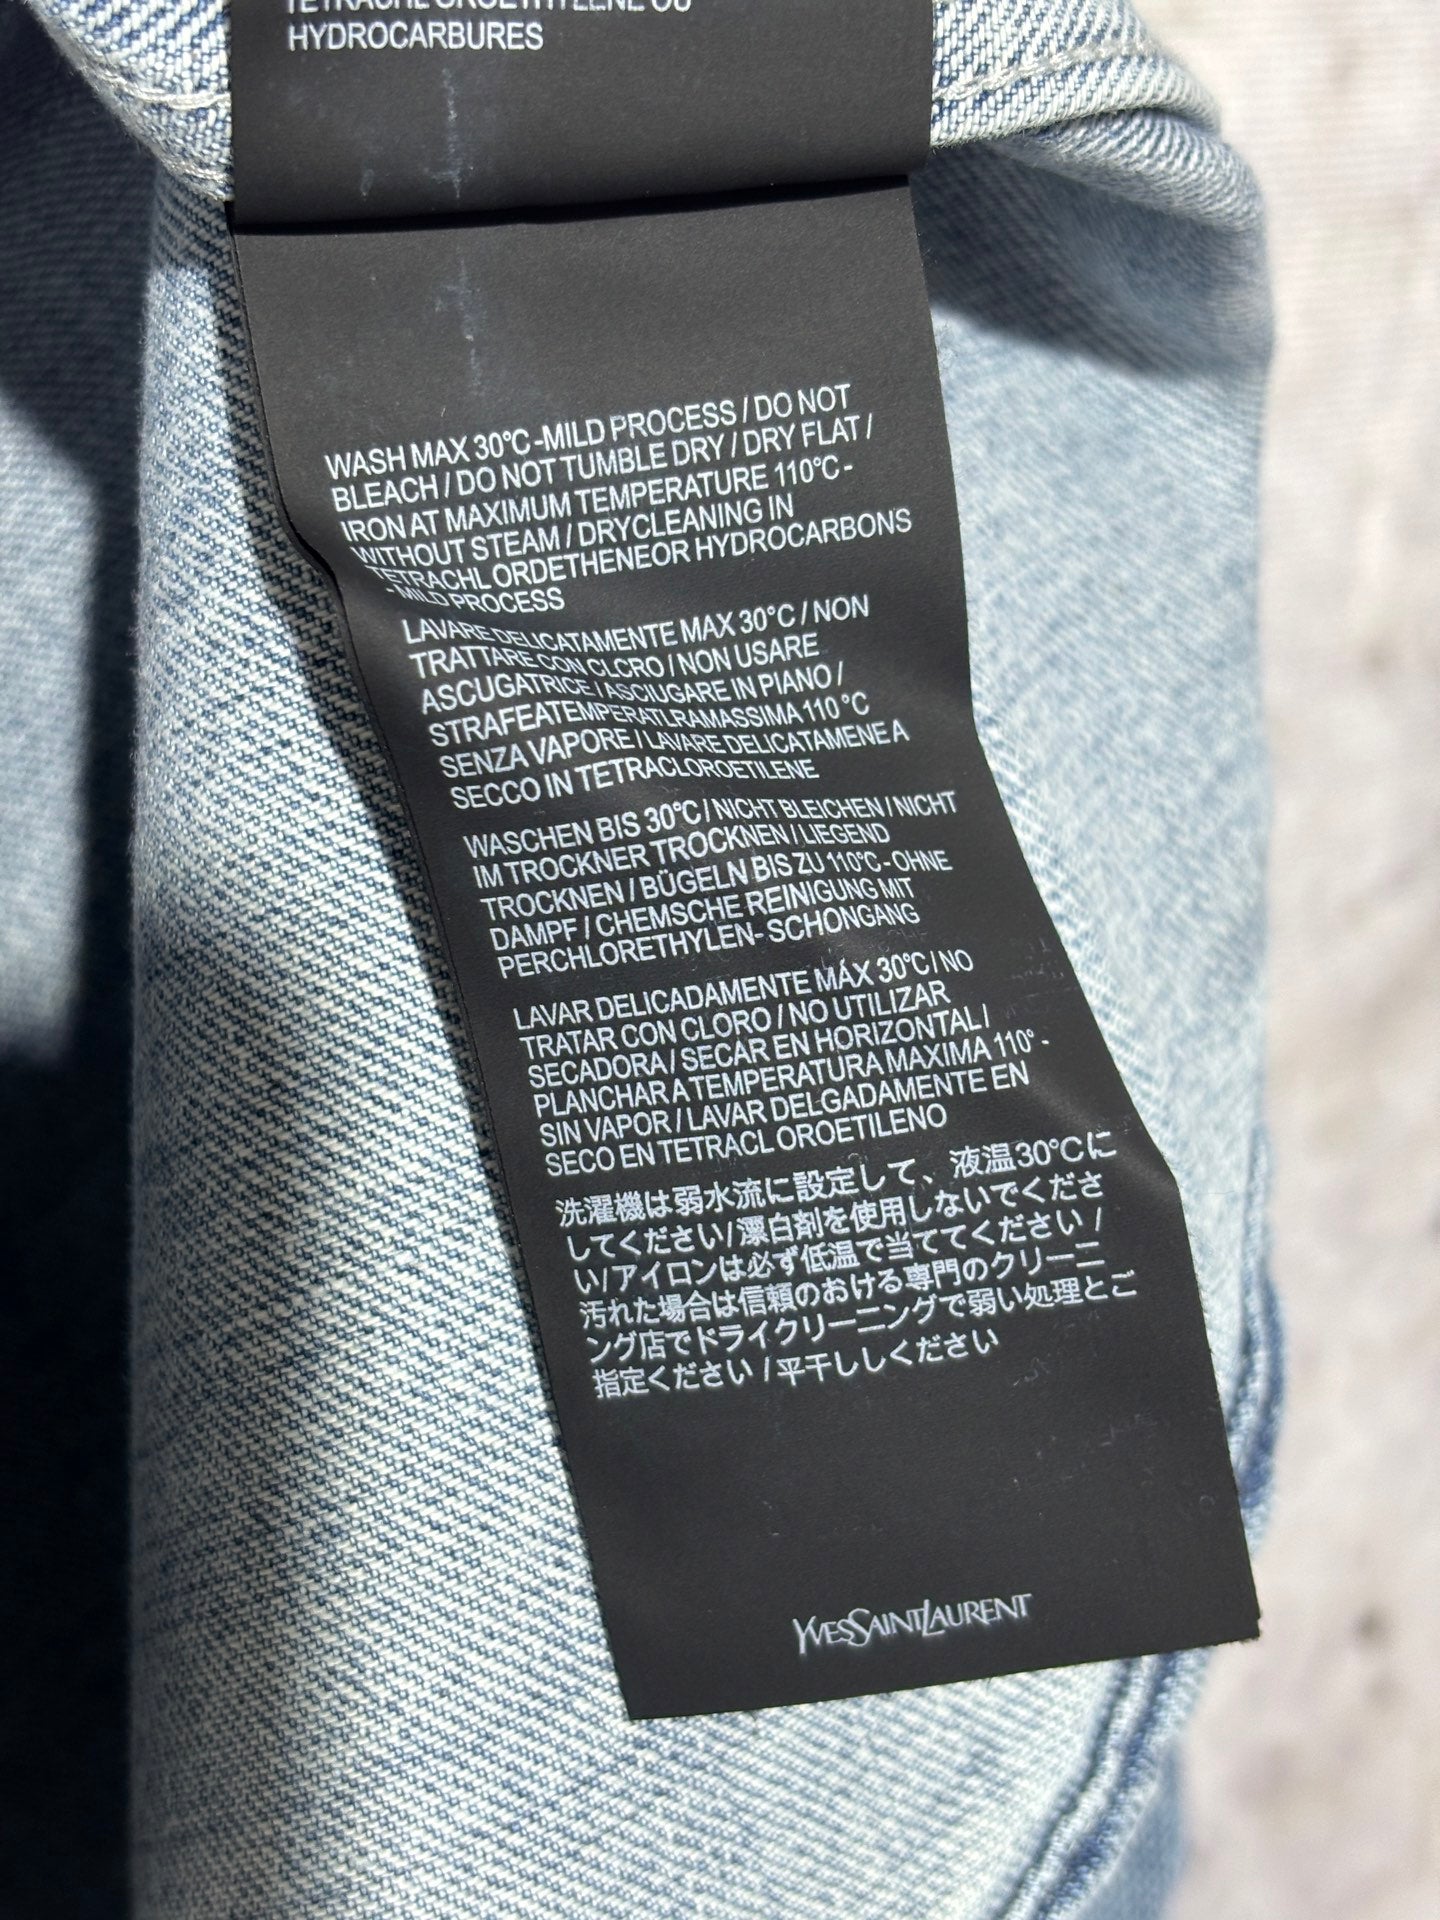 TETRACHLOROETHYLENE OU
HYDROCARBURES
WASH MAX 30°C-MILD PROCESS / DO NOT
BLEACH / DO NOT TUMBLE DRY / DRY FLAT /
IRON AT MAXIMUM TEMPERATURE 110°C -
WITHOUT STEAM / DRYCLEANING IN
TETRACHL ORDETHENEOR HYDROCARBONS
- MILD PROCESS
LAVARE DELICATAMENTE MAX 30°C / NON
TRATTARE CON CLCRO / NON USARE
ASCUGATRICE / ASCIUGARE IN PIANO /
STRAFEATEMPERATLRAMASSIMA 110 °C
SENZA VAPORE / LAVARE DELICATAMENE A
SECCO IN TETRACLOROETILENE
WASCHEN BIS 30°C / NICHT BLEICHEN / NICHT
IM TROCKNER TROCKNEN / LIEGEND
TROCKNEN / BÜGELN BIS ZU 110°C - OHNE
DAMPF / CHEMSCHE REINIGUNG MIT
PERCHLORETHYLEN- SCHONGANG
LAVAR DELICADAMENTE MÁX 30°C / NO
TRATAR CON CLORO / NO UTILIZAR
SECADORA / SECAR EN HORIZONTAL /
PLANCHAR A TEMPERATURA MAXIMA 110° -
SIN VAPOR / LAVAR DELGADAMENTE EN
SECO EN TETRACL OROETILENO
洗濯機は弱水流に設定して、液温30℃に
してください/漂白剤を使用しないでくださ
い/アイロンは必ず低温で当ててください /
汚れた場合は信頼のおける専門のクリーニ
ング店でドライクリーニングで弱い処理とご
指定ください / 平干ししください
YVESSAINTLAURENT